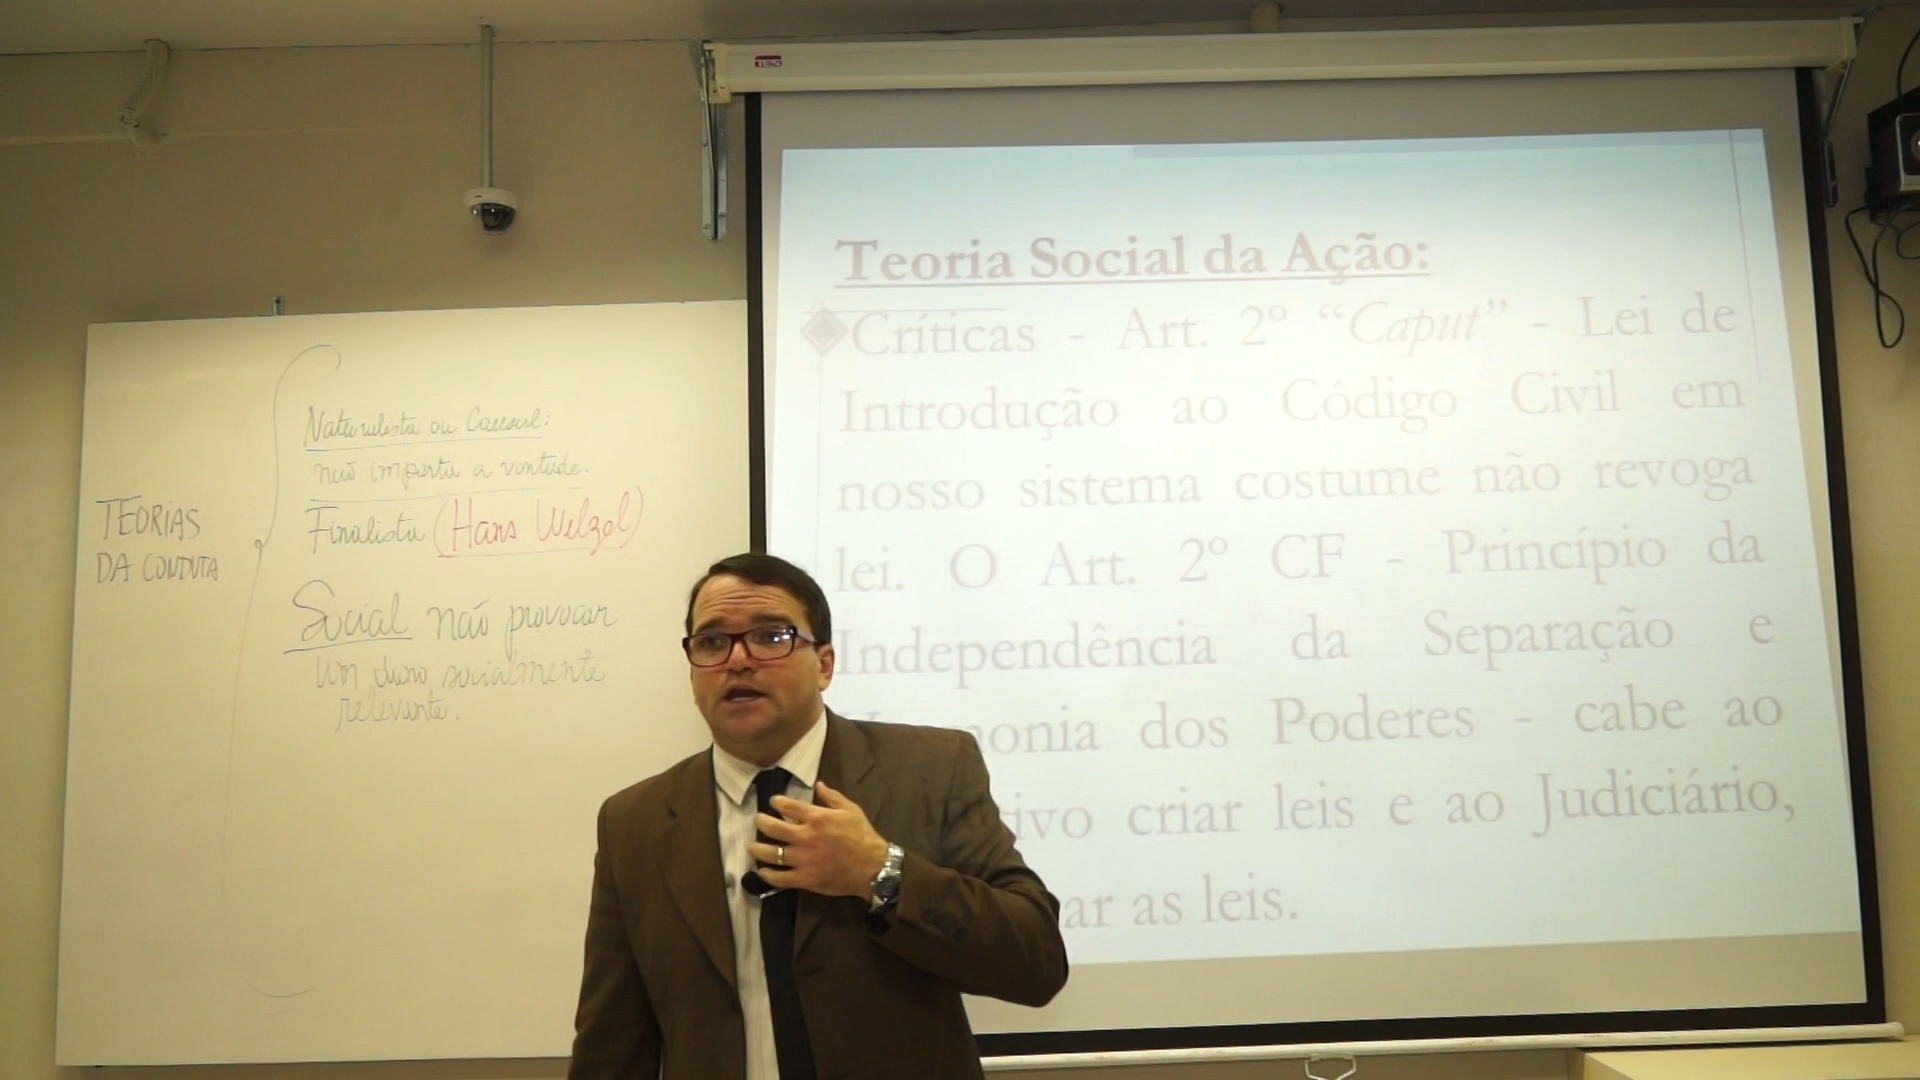 TEORIAS
DA CONDUTA
Naturalista ou Causal:
não importa a vontade.
Finalista (Hans Welzel)
Social não provocar
um dano socialmente
relevante.
Teoria Social da Ação:
Críticas - Art. 2º “Caput” - Lei de
Introdução ao Código Civil em
nosso sistema costume não revoga
lei. O Art. 2º CF - Princípio da
Independência da Separação e
monia dos Poderes - cabe ao
ivo criar leis e ao Judiciário,
ar as leis.